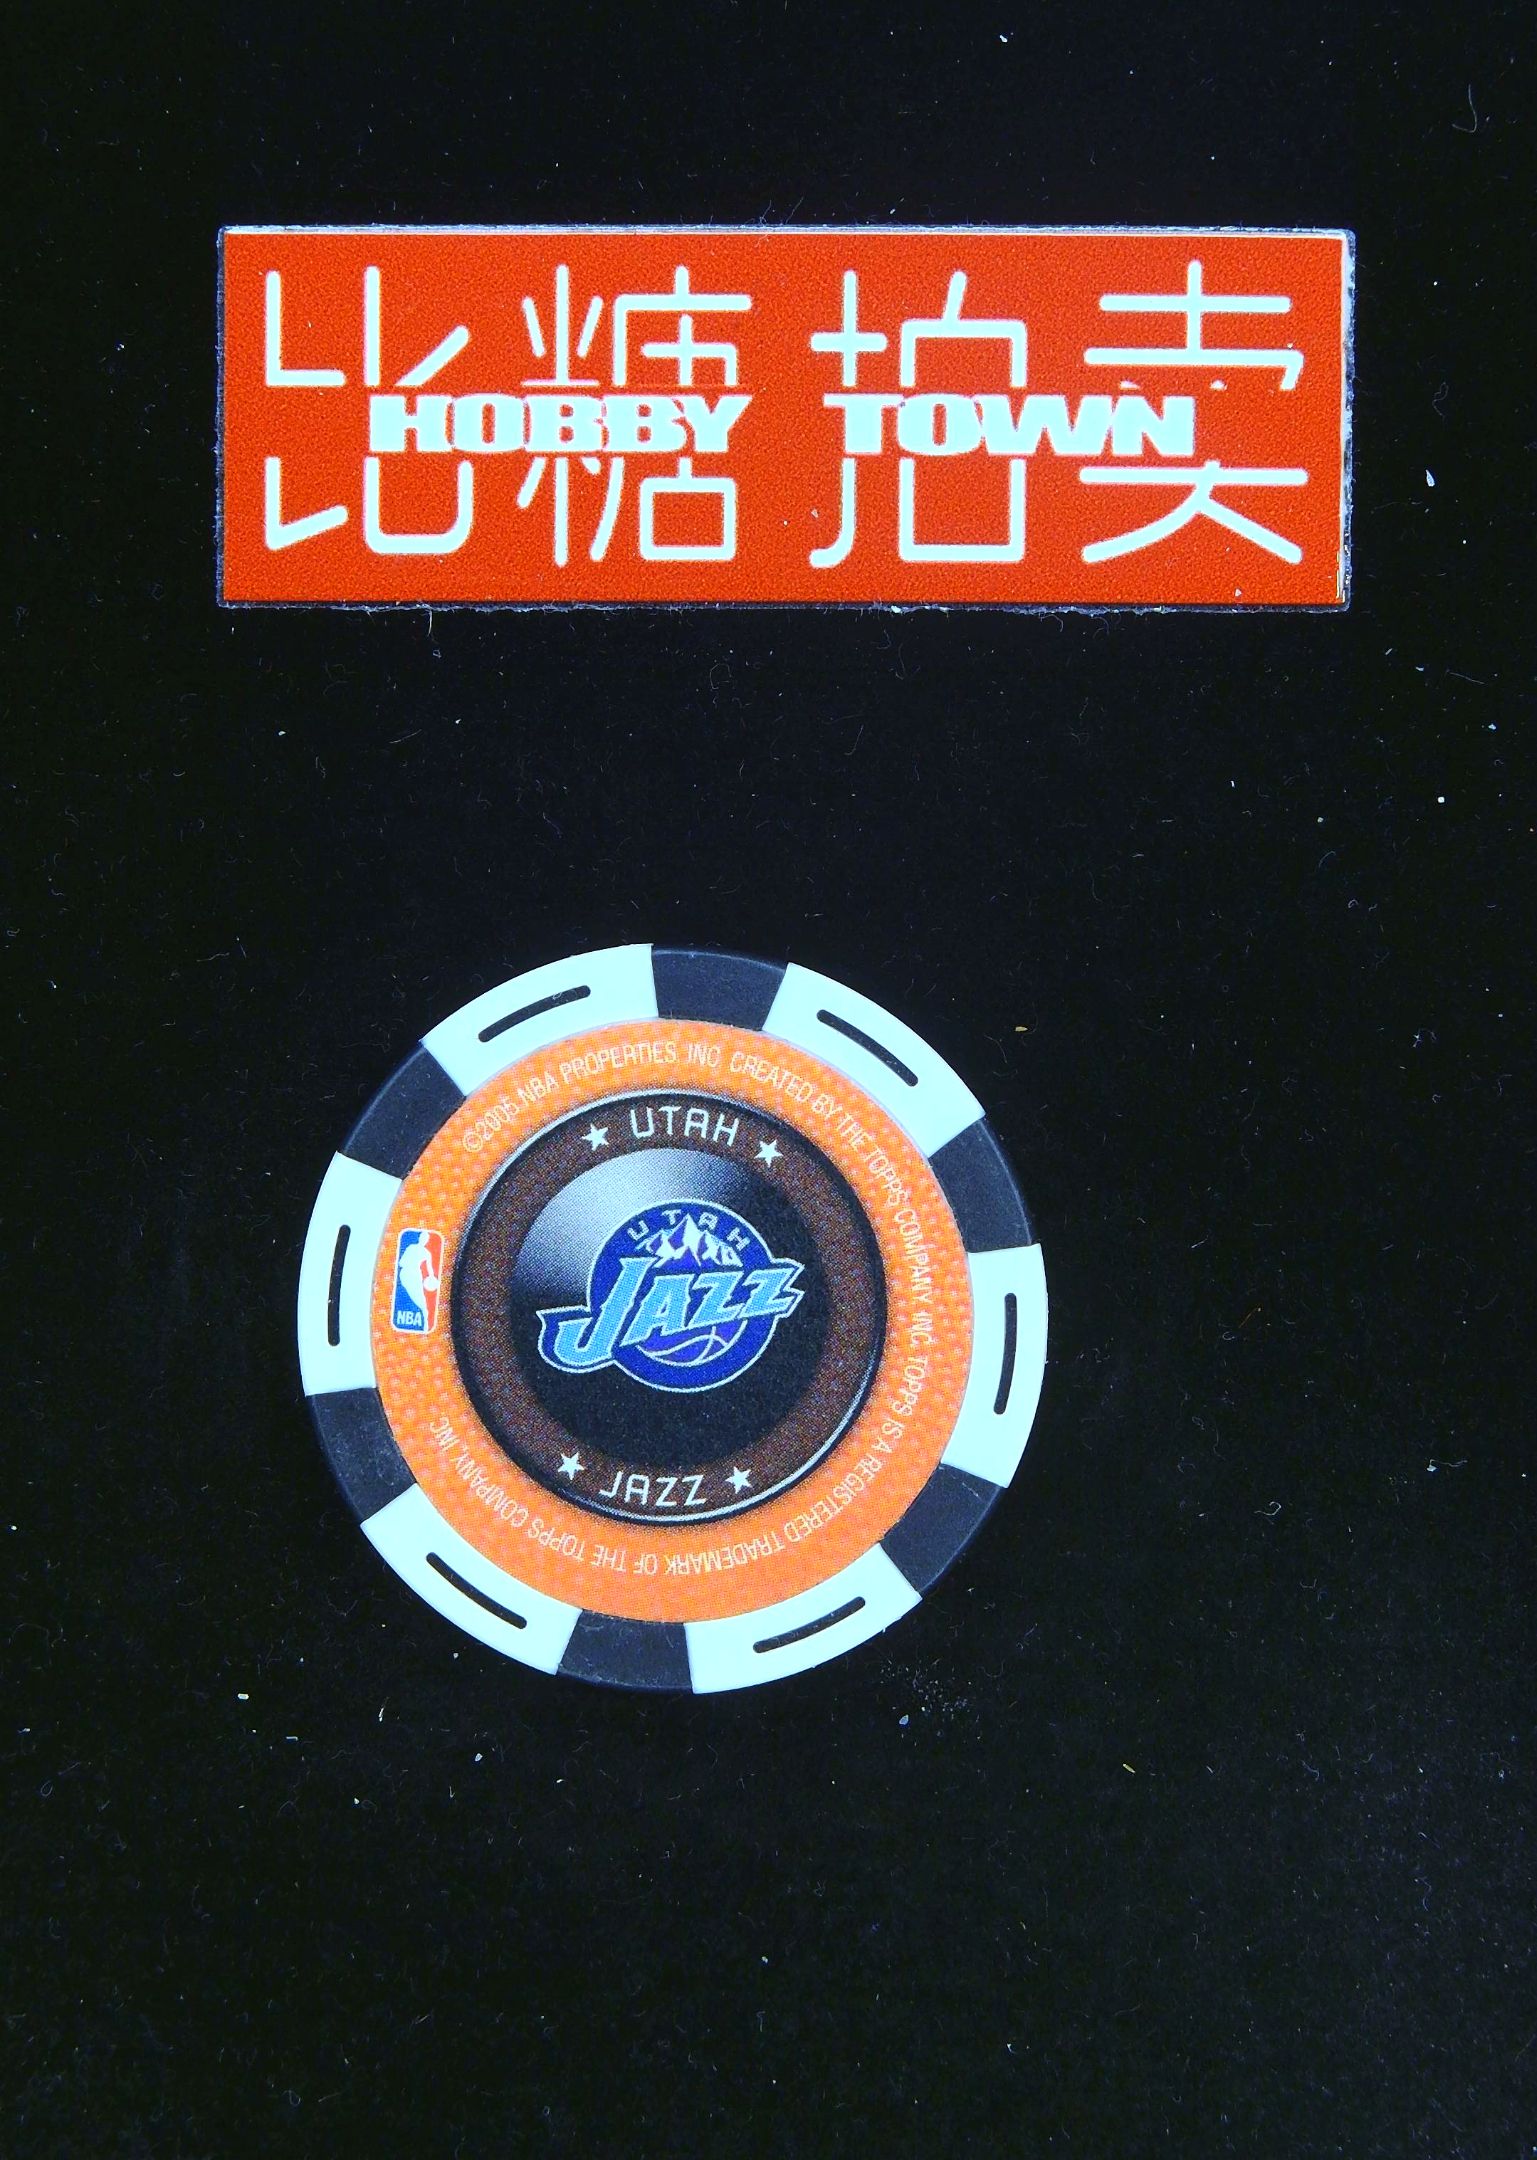 比糖拍卖
HOBBY TOWN
©2005 NBA PROPERTIES, INC. CREATED BY THE TOPPS COMPANY, INC. TOPPS IS A REGISTERED TRADEMARK OF THE TOPPS COMPANY, INC.
★ UTAH ★
UTAH
JAZZ
NBA
★ JAZZ ★